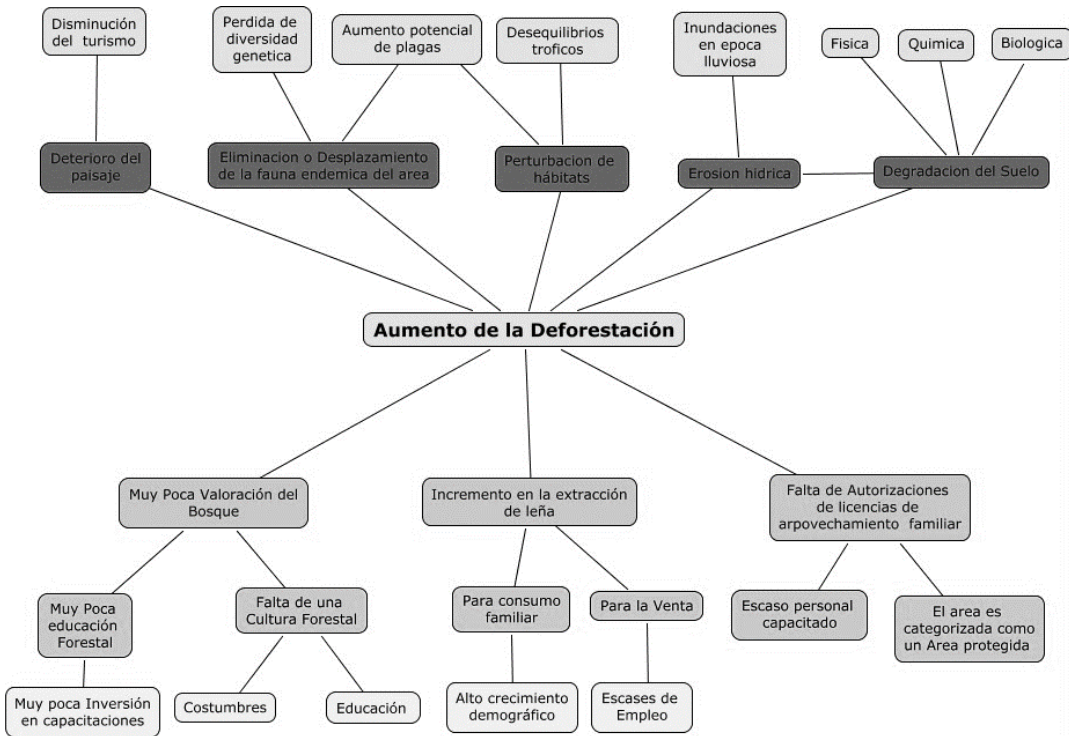 Disminución
del turismo
Perdida de
diversidad
genetica
Aumento potencial
de plagas
Desequilibrios
troficos
Inundaciones
en epoca
lluviosa
Fisica
Quimica
Biologica
Deterioro del
paisaje
Eliminacion o Desplazamiento
de la fauna endemica del area
Perturbacion de
hábitats
Erosion hidrica
Degradacion del Suelo
Aumento de la Deforestación
Muy Poca Valoración del
Bosque
Incremento en la extracción
de leña
Falta de Autorizaciones
de licencias de
arpovechamiento familiar
Muy Poca
educación
Forestal
Falta de una
Cultura Forestal
Para consumo
familiar
Para la Venta
Escaso personal
capacitado
El area es
categorizada como
un Area protegida
Muy poca Inversión
en capacitaciones
Costumbres
Educación
Alto crecimiento
demográfico
Escases de
Empleo